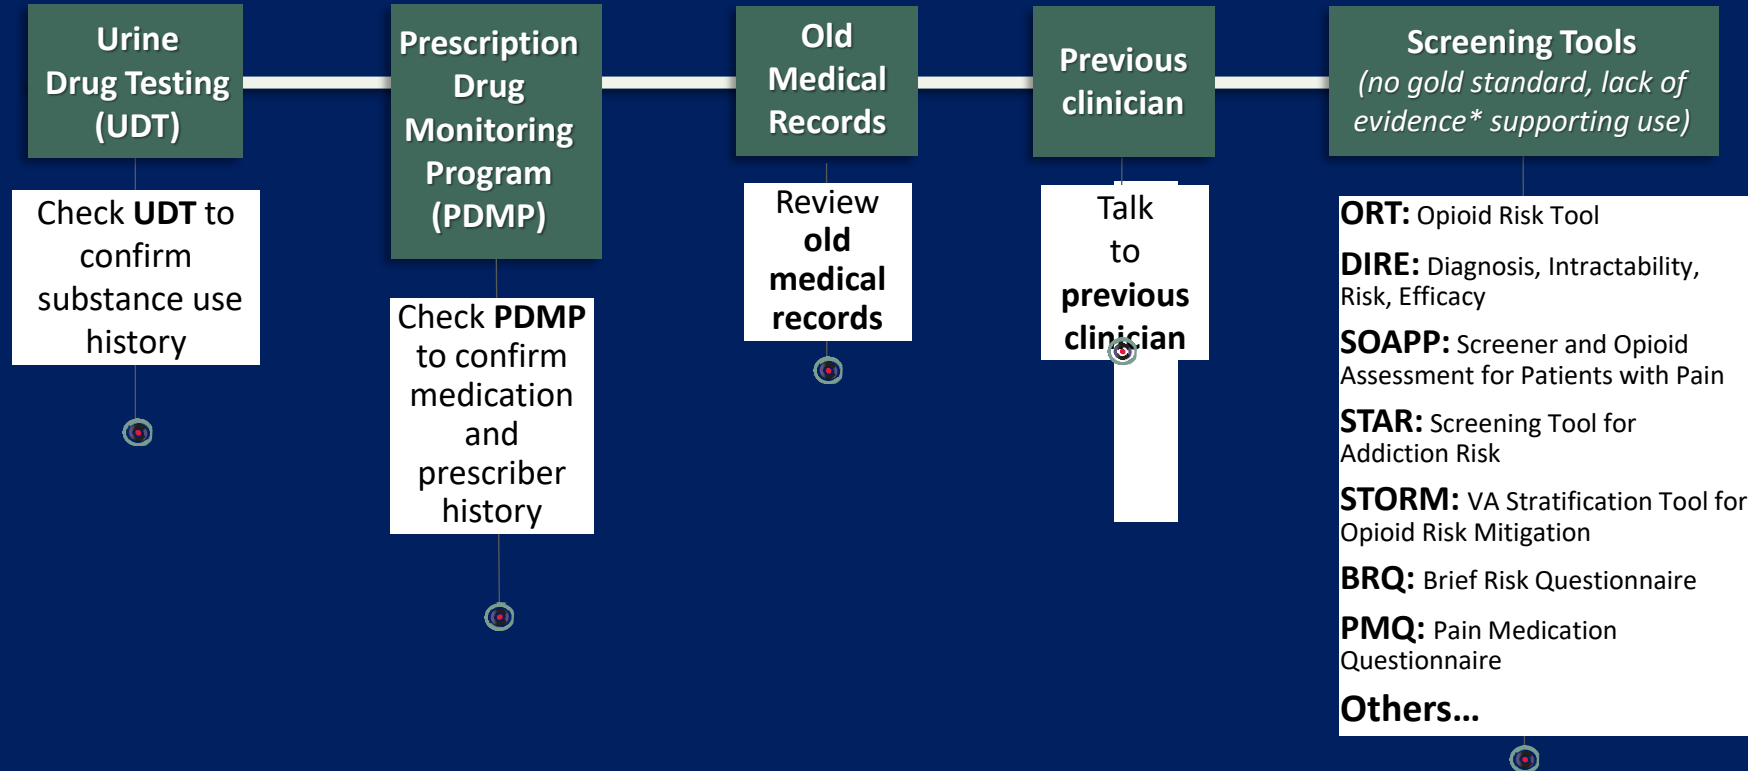 Urine
Drug Testing
(UDT)
Check UDT to
confirm
substance use
history
Prescription
Drug
Monitoring
Program
(PDMP)
Check PDMP
to confirm
medication
and
prescriber
history
Old
Medical
Records
Review
old
medical
records
Previous
clinician
Talk
to
previous
clinician
Screening Tools
(no gold standard, lack of
evidence* supporting use)
ORT: Opioid Risk Tool
DIRE: Diagnosis, Intractability,
Risk, Efficacy
SOAPP: Screener and Opioid
Assessment for Patients with Pain
STAR: Screening Tool for
Addiction Risk
STORM: VA Stratification Tool for
Opioid Risk Mitigation
BRQ: Brief Risk Questionnaire
PMQ: Pain Medication
Questionnaire
Others...